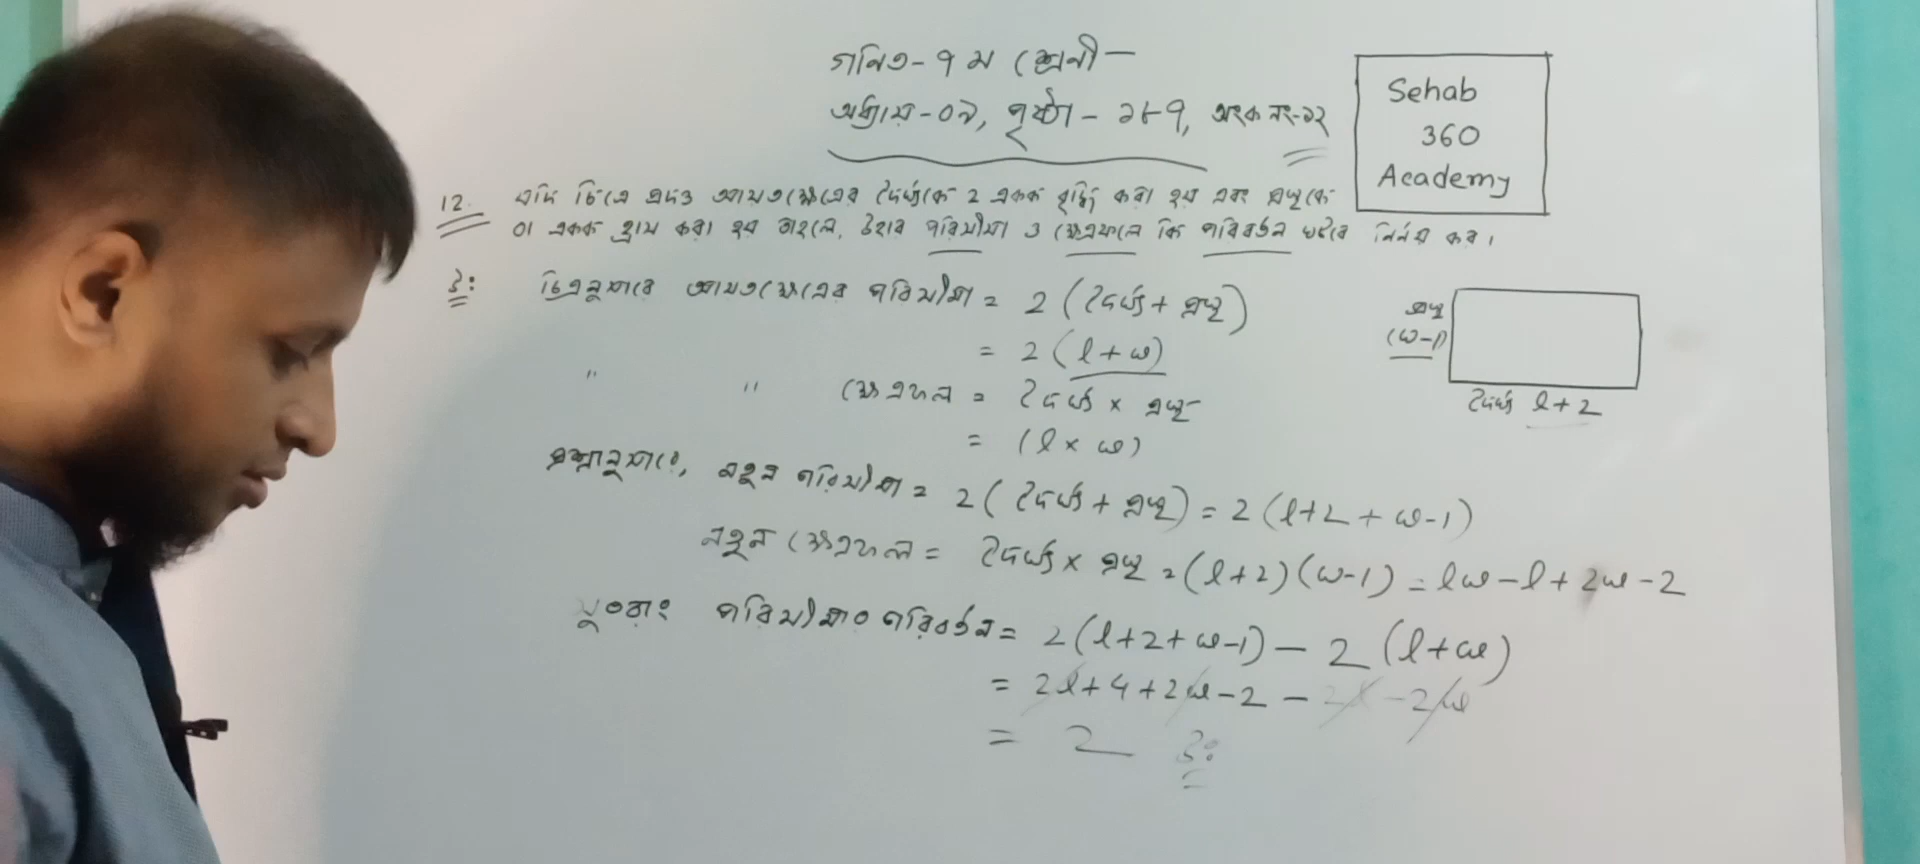 গনিত - ৭ম শ্রেনী —
অধ্যায় - ০৯, পৃষ্ঠা - ১৮৭, অংক নং - ১২
Sehab
360
Academy
12. যদি চিত্রে প্রদত্ত আয়তক্ষেত্রের দৈর্ঘ্যকে 2 একক বৃদ্ধি করা হয় এবং প্রস্থকে
01 একক হ্রাস করা হয় তাহলে, উহার পরিসীমা ও ক্ষেত্রফলে কি পরিবর্তন ঘটবে নির্নয় কর।
উ: চিত্রানুসারে আয়তক্ষেত্রের পরিসীমা = 2 (দৈর্ঘ্য + প্রস্থ)
= 2 (l + w)
" " ক্ষেত্রফল = দৈর্ঘ্য × প্রস্থ
= (l × w)
প্রস্থ
(w-1)
দৈর্ঘ্য l+2
প্রশ্নানুসারে, নতুন পরিসীমা = 2 (দৈর্ঘ্য + প্রস্থ) = 2 (l+2 + w-1)
নতুন ক্ষেত্রফল = দৈর্ঘ্য × প্রস্থ = (l+2) (w-1) = lw - l + 2w - 2
সুতরাং পরিসীমার পরিবর্তন = 2 (l+2+w-1) - 2 (l+w)
= 2l + 4 + 2w - 2 - 2l - 2w
= 2 উ: